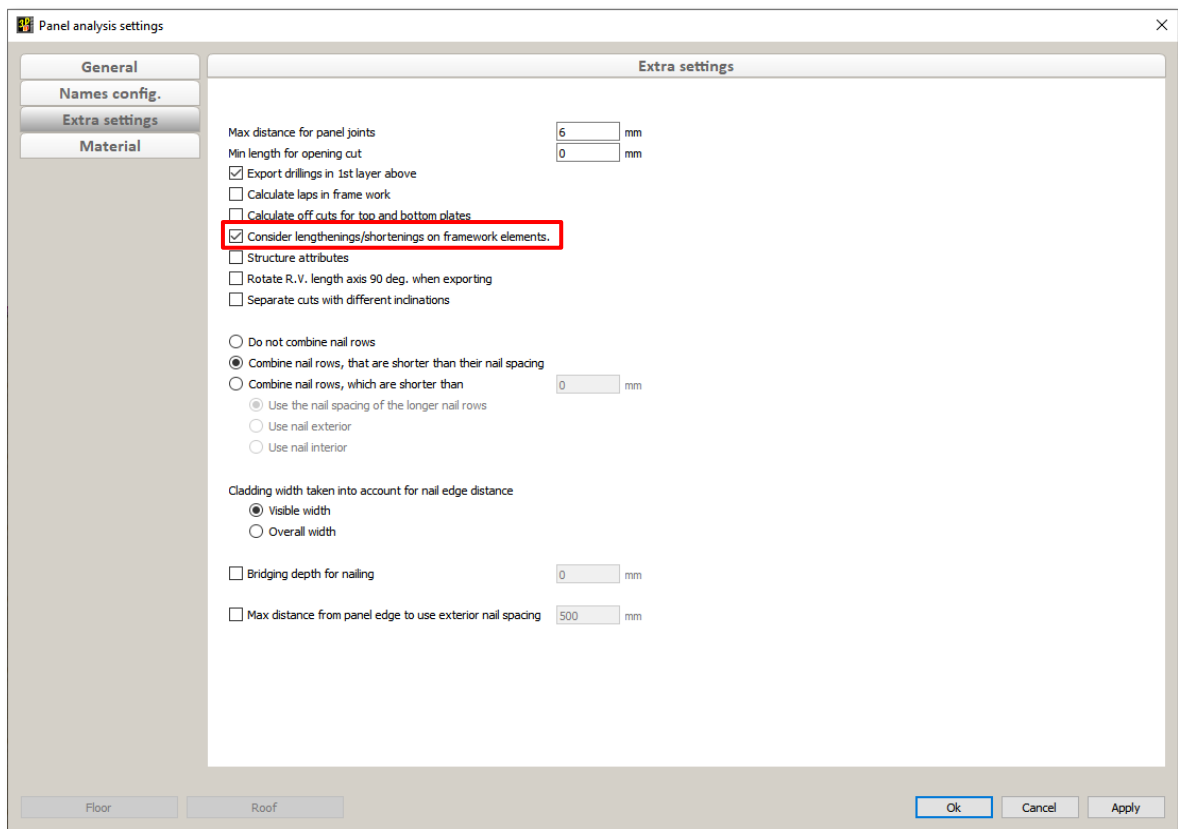 Panel analysis settings
General
Names config.
Extra settings
Material
Extra settings
Max distance for panel joints 6 mm
Min length for opening cut 0 mm
Export drillings in 1st layer above
Calculate laps in frame work
Calculate off cuts for top and bottom plates
Consider lengthenings/shortenings on framework elements.
Structure attributes
Rotate R.V. length axis 90 deg. when exporting
Separate cuts with different inclinations
Do not combine nail rows
Combine nail rows, that are shorter than their nail spacing
Combine nail rows, which are shorter than 0 mm
Use the nail spacing of the longer nail rows
Use nail exterior
Use nail interior
Cladding width taken into account for nail edge distance
Visible width
Overall width
Bridging depth for nailing 0 mm
Max distance from panel edge to use exterior nail spacing 500 mm
Floor Roof Ok Cancel Apply